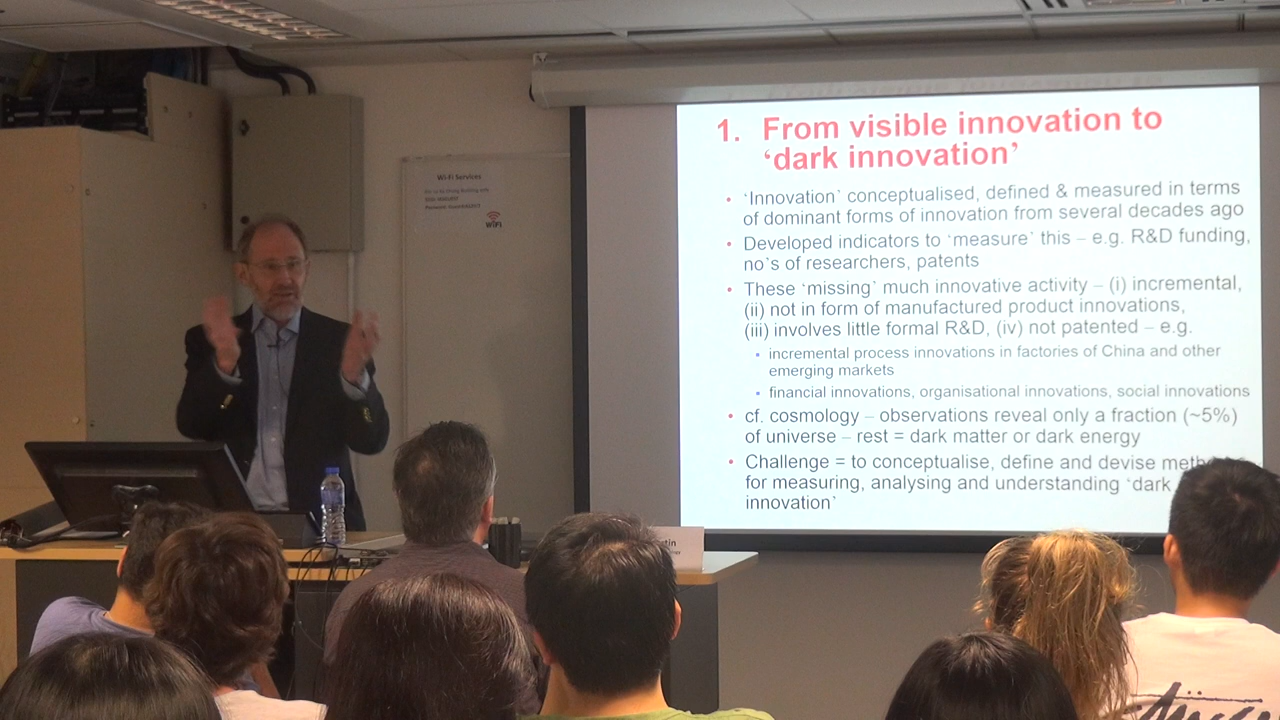 Wi-Fi Services
WiFi
1. From visible innovation to
‘dark innovation’
• ‘Innovation’ conceptualised, defined & measured in terms
of dominant forms of innovation from several decades ago
• Developed indicators to ‘measure’ this – e.g. R&D funding,
no’s of researchers, patents
• These ‘missing’ much innovative activity – (i) incremental,
(ii) not in form of manufactured product innovations,
(iii) involves little formal R&D, (iv) not patented – e.g.
• incremental process innovations in factories of China and other
emerging markets
• financial innovations, organisational innovations, social innovations
• cf. cosmology – observations reveal only a fraction (~5%)
of universe – rest = dark matter or dark energy
• Challenge = to conceptualise, define and devise
for measuring, analysing and understanding ‘dark
innovation’